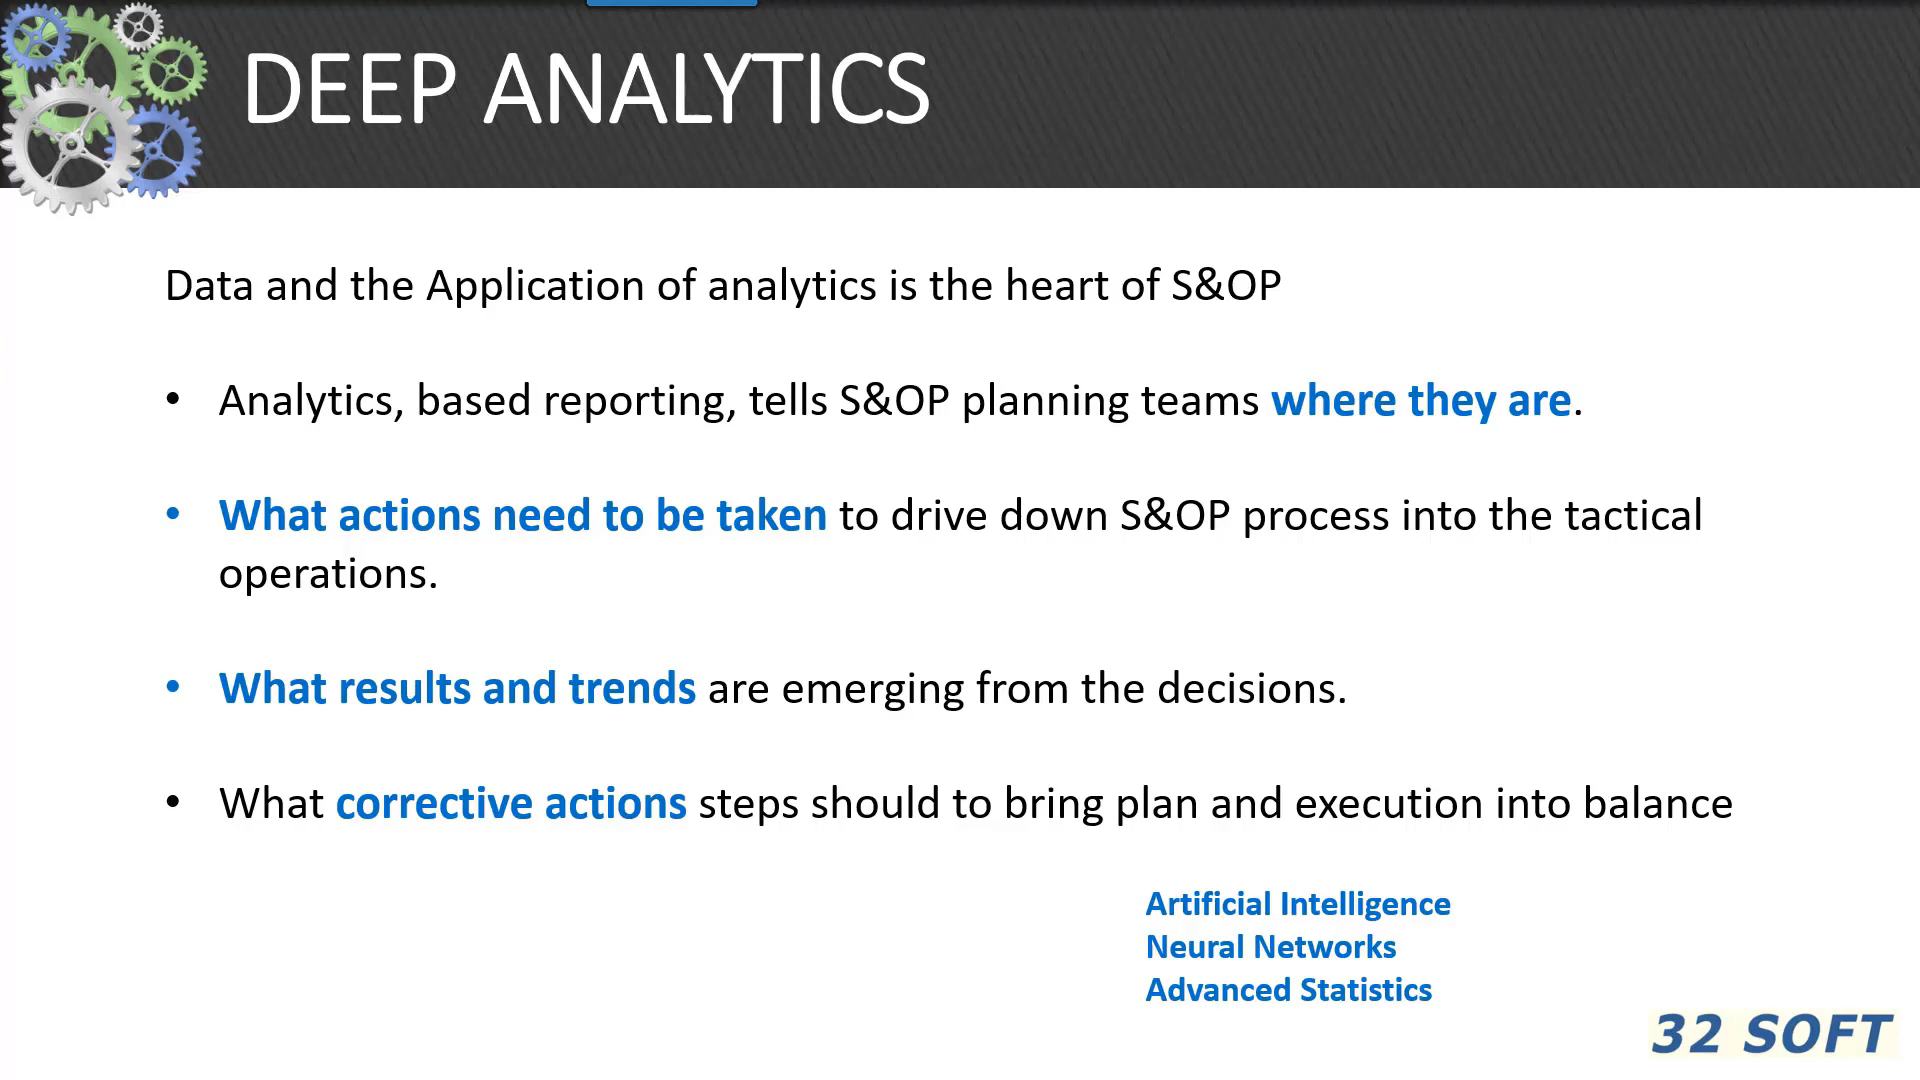 DEEP ANALYTICS
Data and the Application of analytics is the heart of S&OP
• Analytics, based reporting, tells S&OP planning teams where they are.
• What actions need to be taken to drive down S&OP process into the tactical
operations.
• What results and trends are emerging from the decisions.
• What corrective actions steps should to bring plan and execution into balance
Artificial Intelligence
Neural Networks
Advanced Statistics
32 SOFT